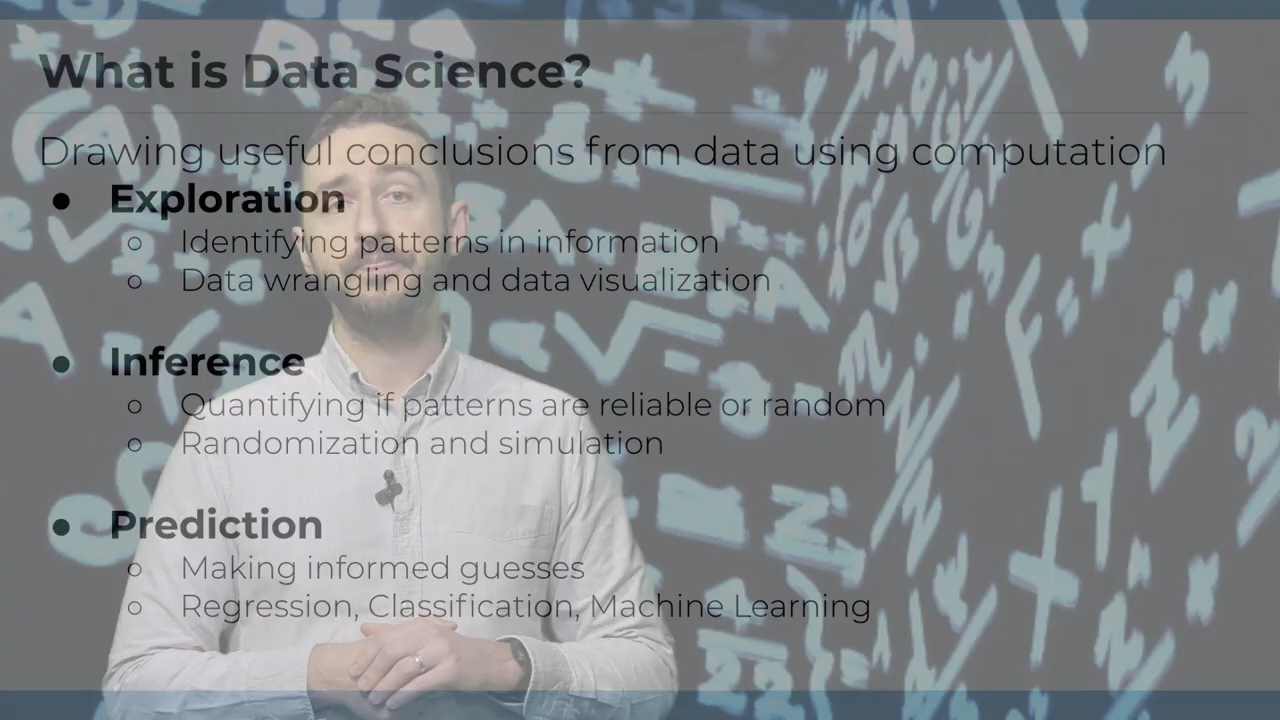 What is Data Science?
Drawing useful conclusions from data using computation
● Exploration
○ Identifying patterns in information
○ Data wrangling and data visualization
● Inference
○ Quantifying if patterns are reliable or random
○ Randomization and simulation
● Prediction
○ Making informed guesses
○ Regression, Classification, Machine Learning